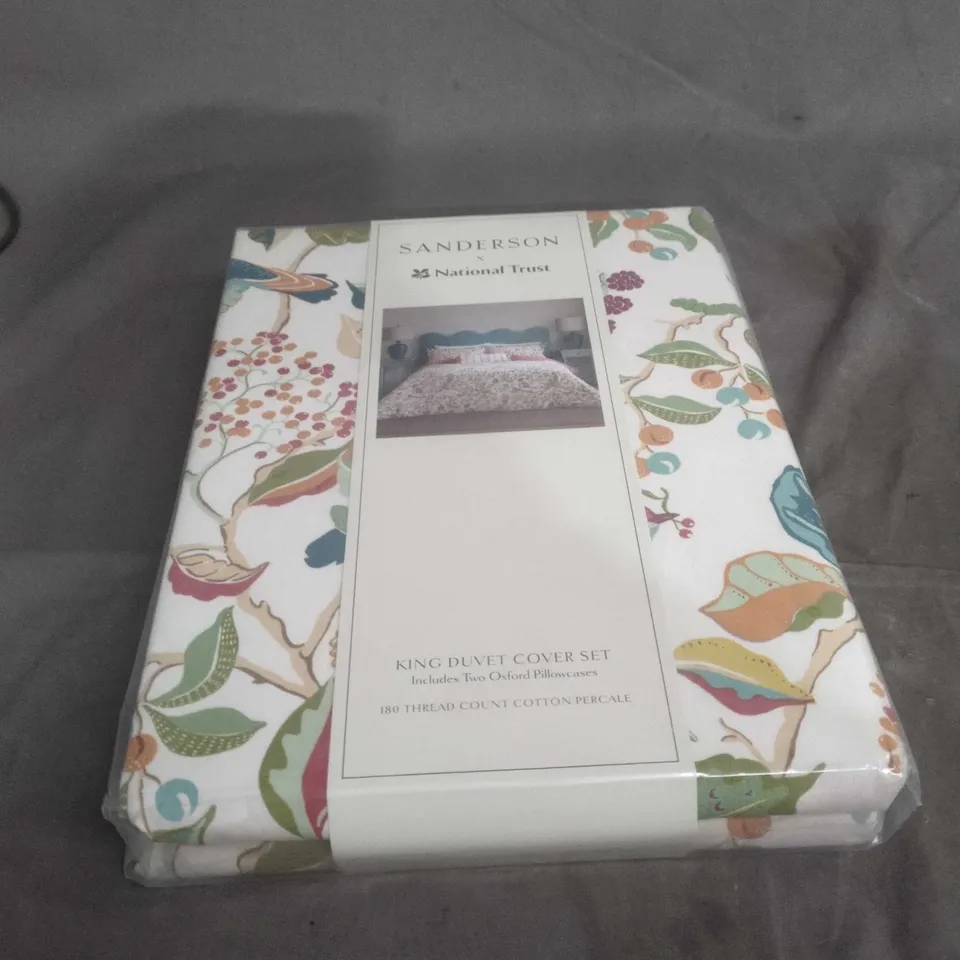 SANDERSON
×
National Trust
KING DUVET COVER SET
Includes Two Oxford Pillowcases
180 THREAD COUNT COTTON PERCALE